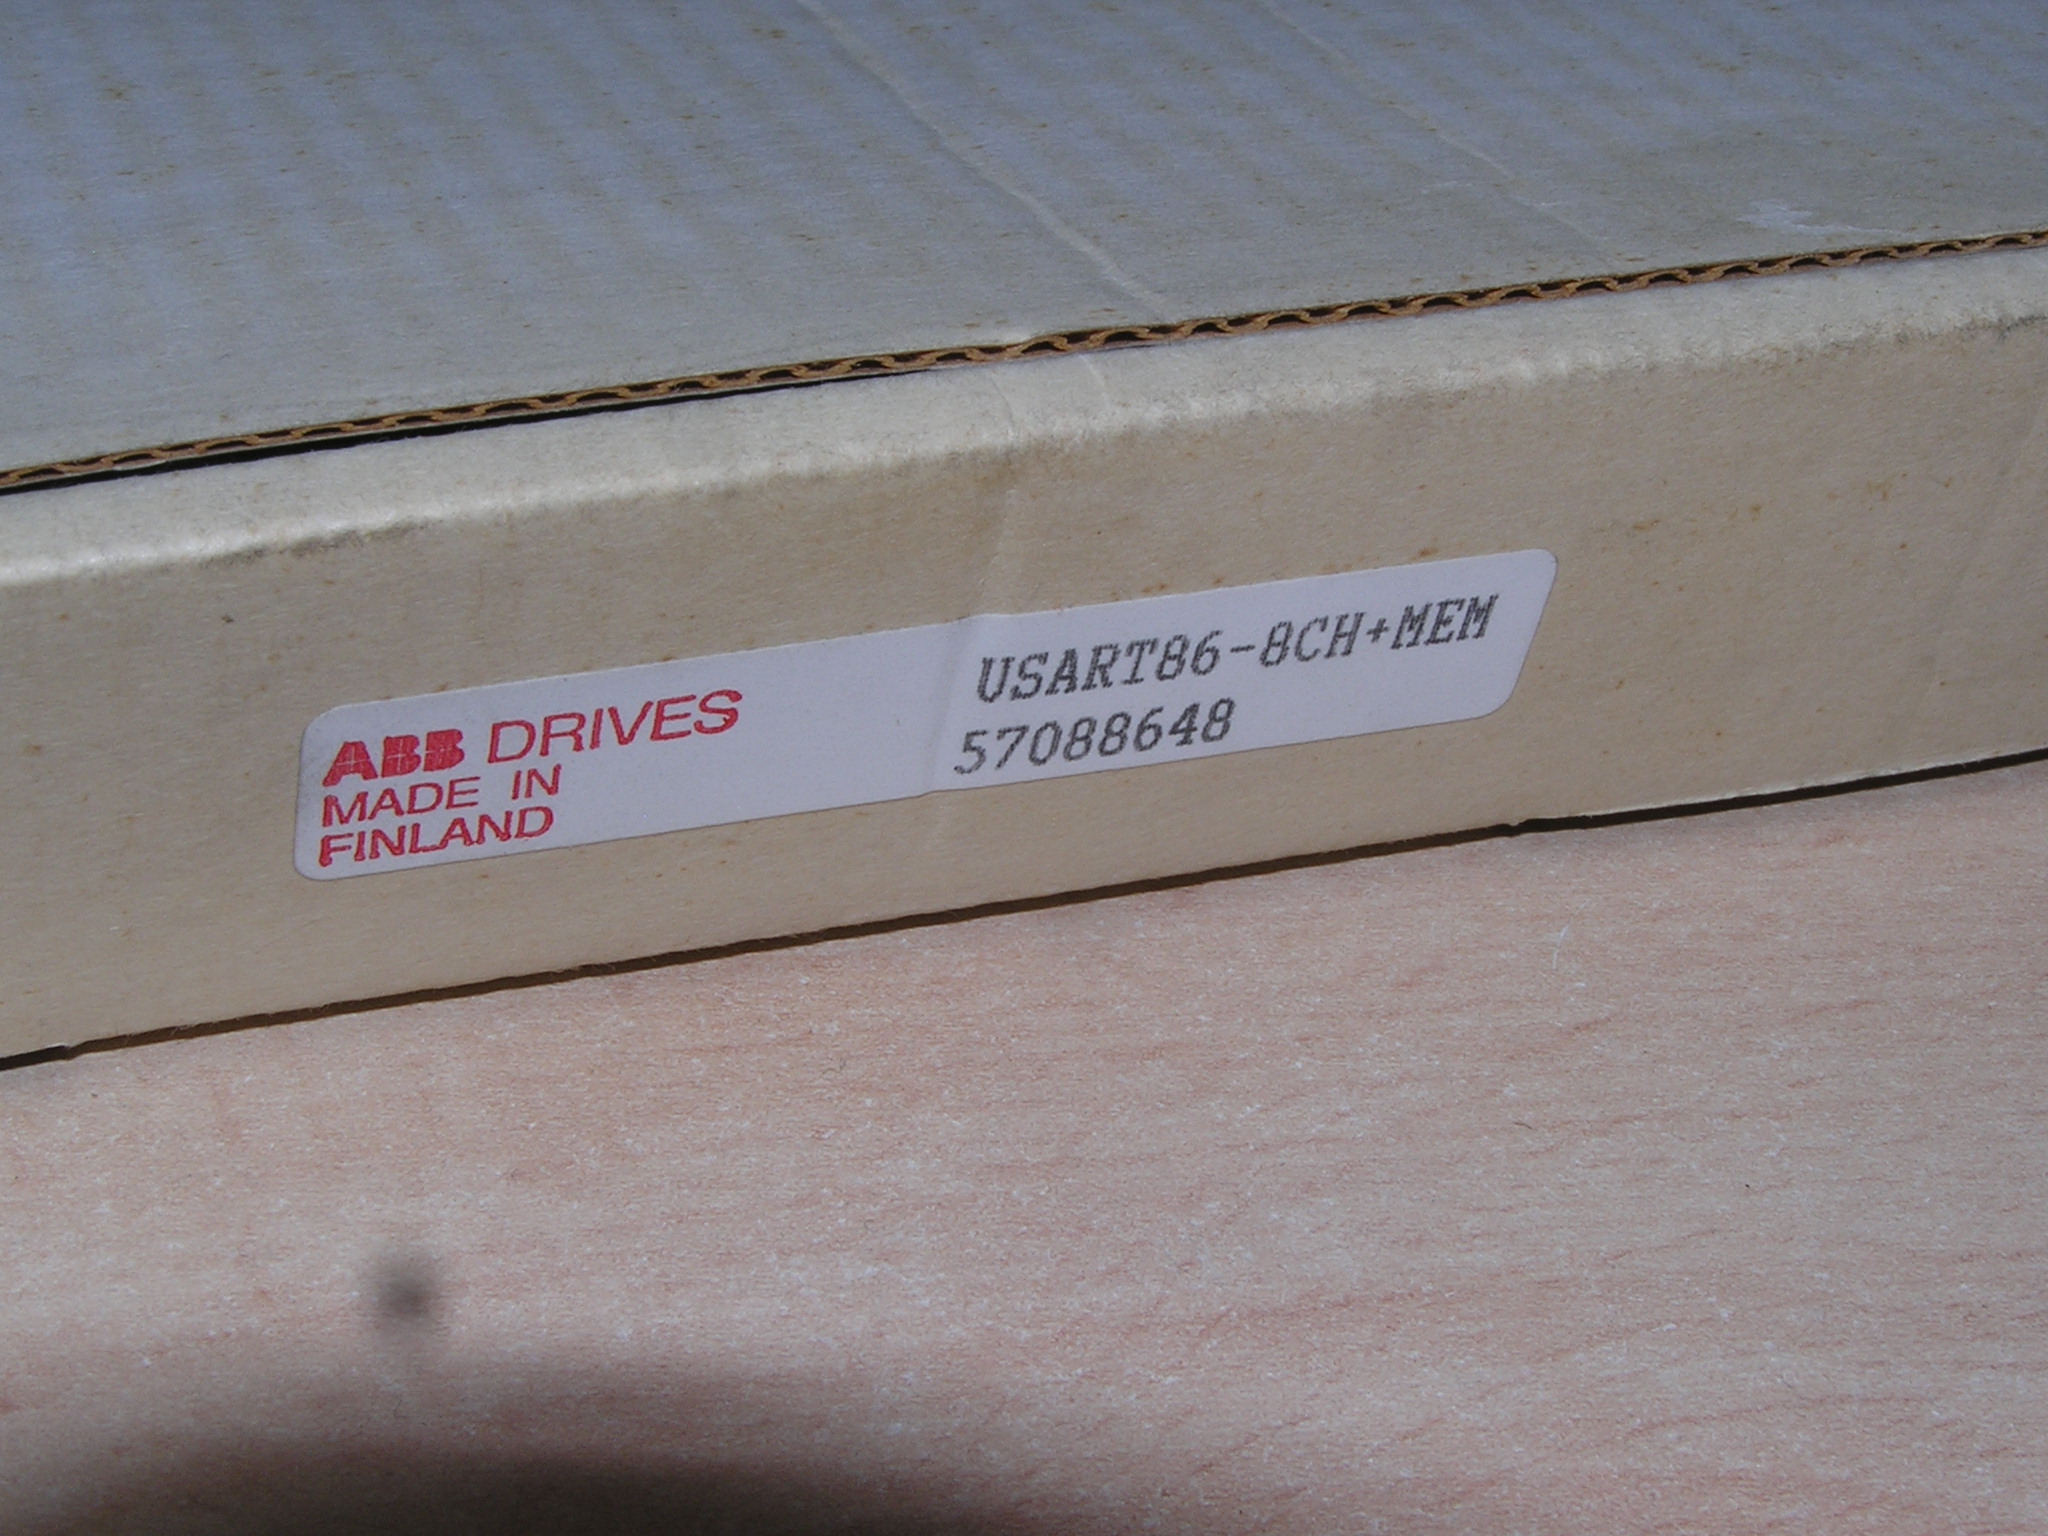 ABB DRIVES
MADE IN
FINLAND
USART86-8CH+MEM
57088648